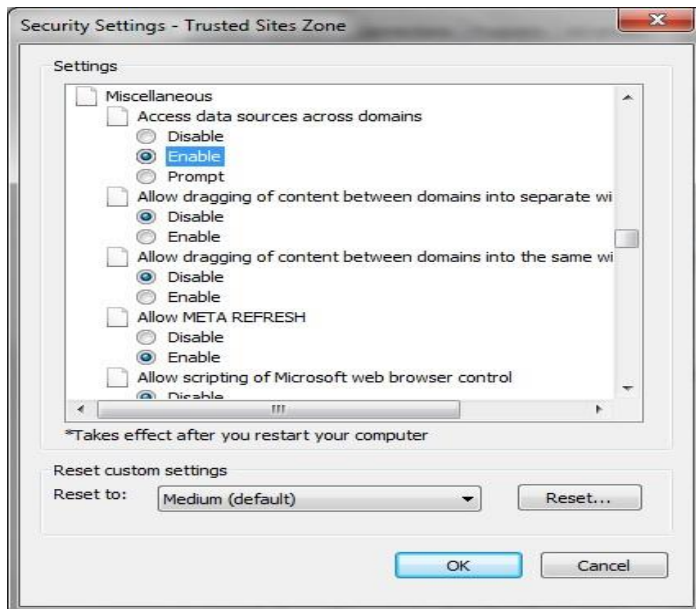 Security Settings - Trusted Sites Zone
Settings
Miscellaneous
Access data sources across domains
Disable
Enable
Prompt
Allow dragging of content between domains into separate wi
Disable
Enable
Allow dragging of content between domains into the same wi
Disable
Enable
Allow META REFRESH
Disable
Enable
Allow scripting of Microsoft web browser control
Disable
*Takes effect after you restart your computer
Reset custom settings
Reset to:
Medium (default)
Reset...
OK
Cancel